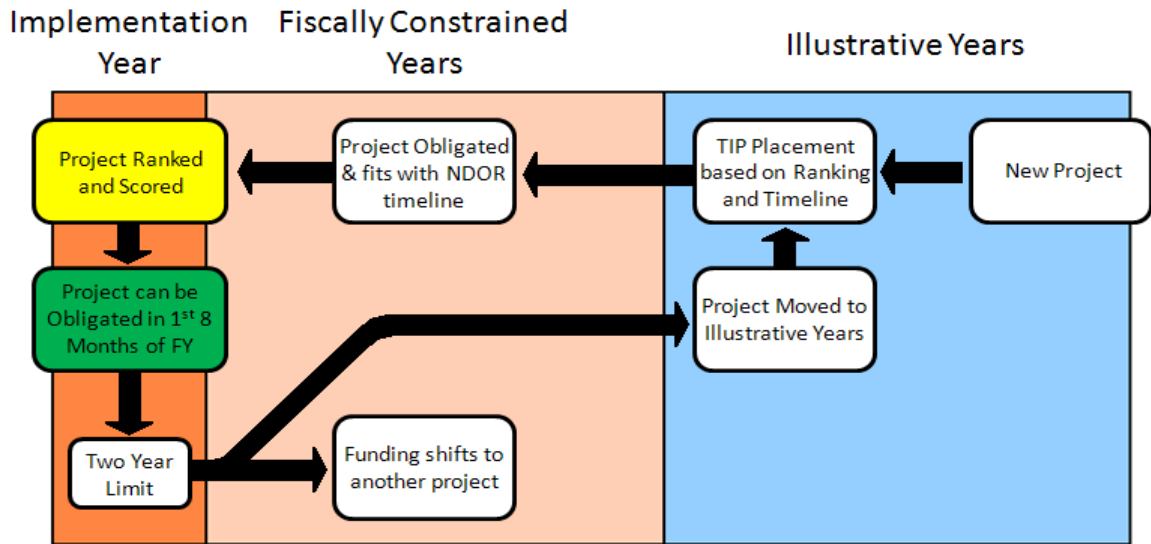 Implementation
Year
Fiscally Constrained
Years
Illustrative Years
Project Ranked
and Scored
Project Obligated
& fits with NDOR
timeline
TIP Placement
based on Ranking
and Timeline
New Project
Project can be
Obligated in 1st 8
Months of FY
Project Moved to
Illustrative Years
Two Year
Limit
Funding shifts to
another project